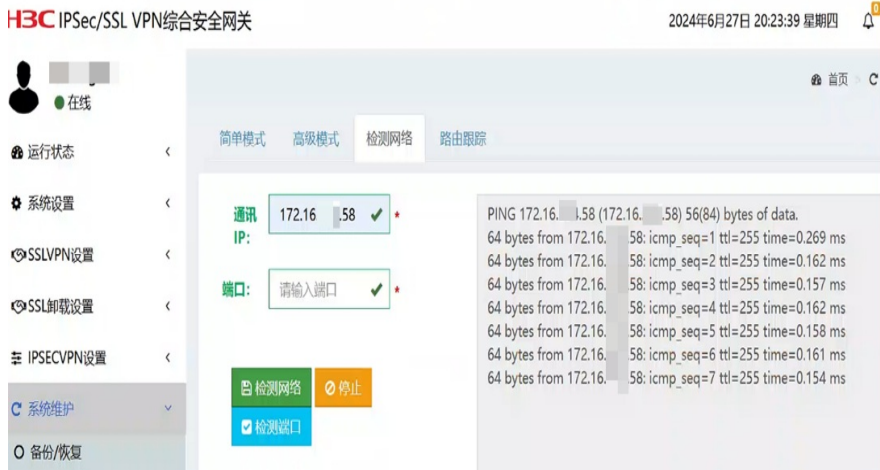 H3C IPSec/SSL VPN综合安全网关
2024年6月27日 20:23:39 星期四
0
在线
首页 > C
运行状态
系统设置
SSLVPN设置
SSL卸载设置
IPSECVPN设置
系统维护
备份/恢复
简单模式 高级模式 检测网络 路由跟踪
通讯IP: 172.16 .58 *
端口: 请输入端口 *
检测网络 停止
检测端口
PING 172.16. .58 (172.16. .58) 56(84) bytes of data.
64 bytes from 172.16. 58: icmp_seq=1 ttl=255 time=0.269 ms
64 bytes from 172.16. 58: icmp_seq=2 ttl=255 time=0.162 ms
64 bytes from 172.16. 58: icmp_seq=3 ttl=255 time=0.157 ms
64 bytes from 172.16. 58: icmp_seq=4 ttl=255 time=0.162 ms
64 bytes from 172.16. 58: icmp_seq=5 ttl=255 time=0.158 ms
64 bytes from 172.16. 58: icmp_seq=6 ttl=255 time=0.161 ms
64 bytes from 172.16. 58: icmp_seq=7 ttl=255 time=0.154 ms